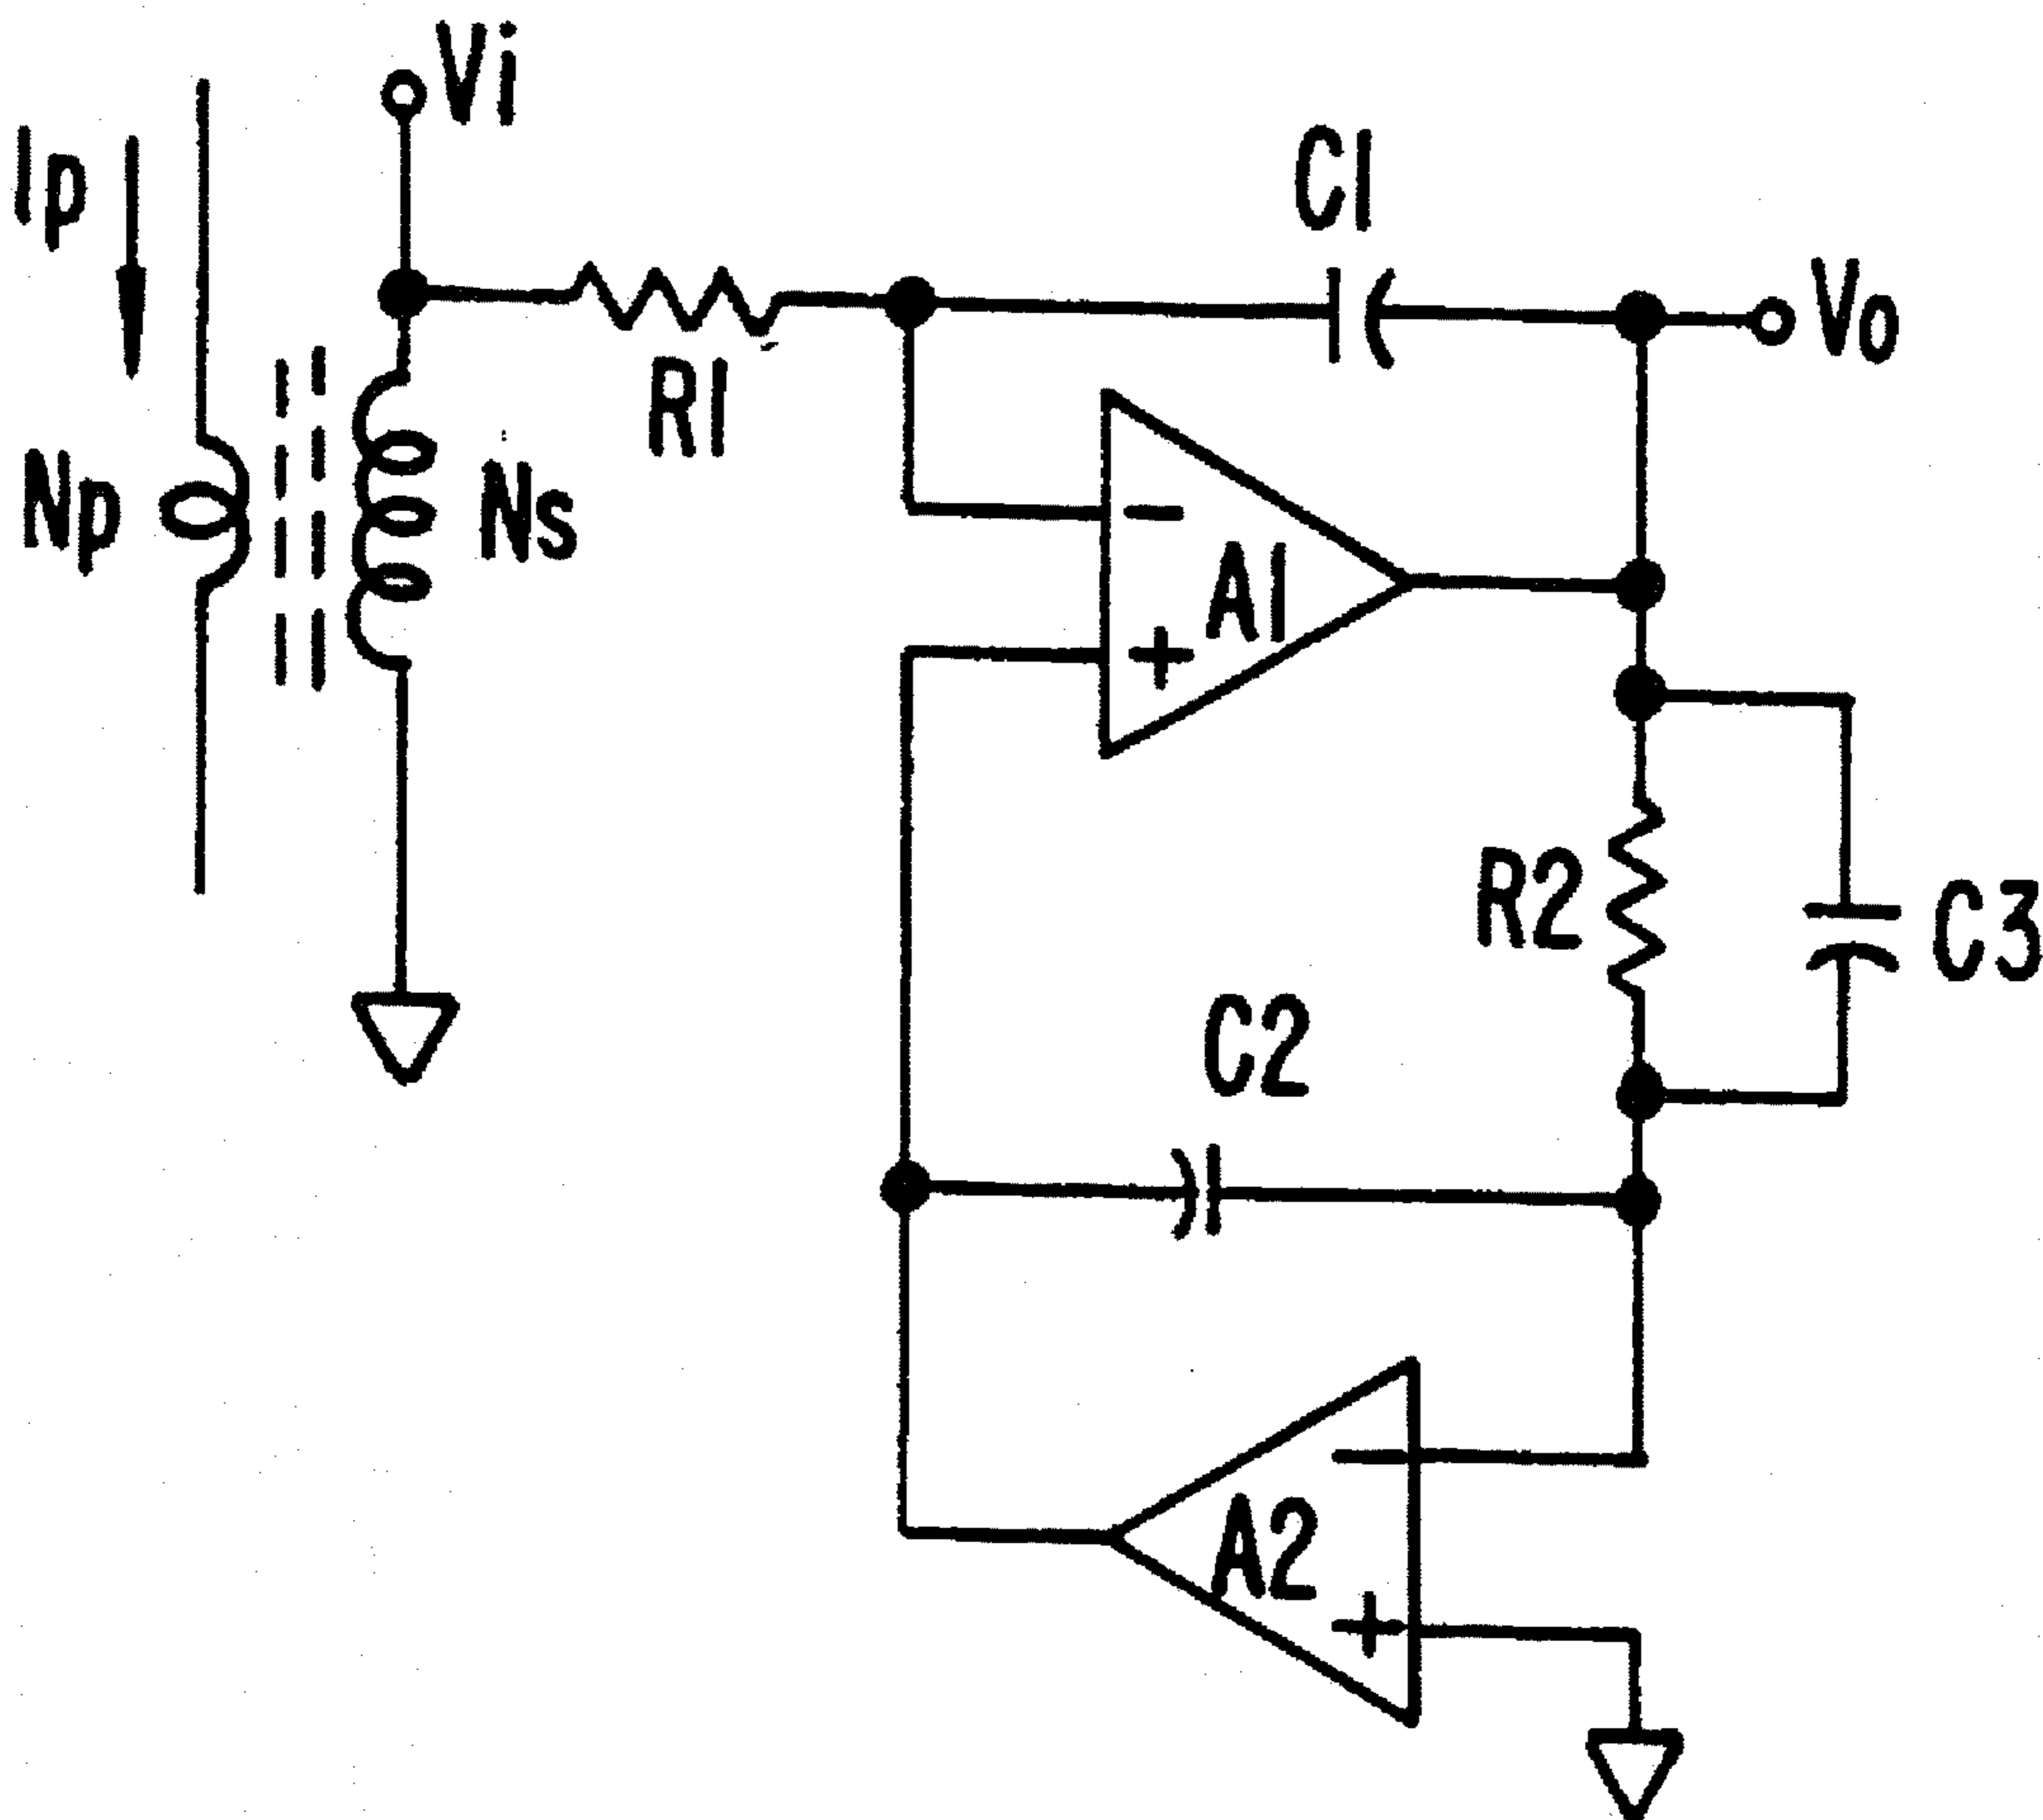 Vi
Ip
C1
Vo
R1
Np
Ns
-
A1
+
R2
C3
C2
-
A2
+